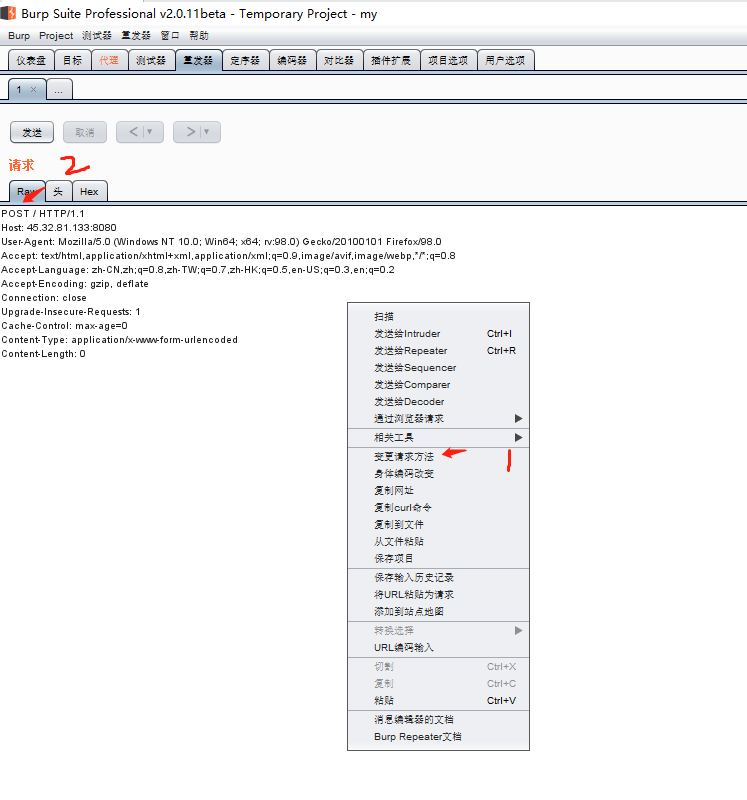 Burp Suite Professional v2.0.11beta - Temporary Project - my
Burp Project 测试器 重发器 窗口 帮助
仪表盘 目标 代理 测试器 重发器 定序器 编码器 对比器 插件扩展 项目选项 用户选项
1 × ...
发送 取消 < | ▼ > | ▼
请求 2
Raw 头 Hex
POST / HTTP/1.1
Host: 45.32.81.133:8080
User-Agent: Mozilla/5.0 (Windows NT 10.0; Win64; x64; rv:98.0) Gecko/20100101 Firefox/98.0
Accept: text/html,application/xhtml+xml,application/xml;q=0.9,image/avif,image/webp,*/*;q=0.8
Accept-Language: zh-CN,zh;q=0.8,zh-TW;q=0.7,zh-HK;q=0.5,en-US;q=0.3,en;q=0.2
Accept-Encoding: gzip, deflate
Connection: close
Upgrade-Insecure-Requests: 1
Cache-Control: max-age=0
Content-Type: application/x-www-form-urlencoded
Content-Length: 0
扫描
发送给Intruder Ctrl+I
发送给Repeater Ctrl+R
发送给Sequencer
发送给Comparer
发送给Decoder
通过浏览器请求
相关工具
变更请求方法 1
身体编码改变
复制网址
复制curl命令
复制到文件
从文件粘贴
保存项目
保存输入历史记录
将URL粘贴为请求
添加到站点地图
转换选择
URL编码输入
切割 Ctrl+X
复制 Ctrl+C
粘贴 Ctrl+V
消息编辑器的文档
Burp Repeater文档